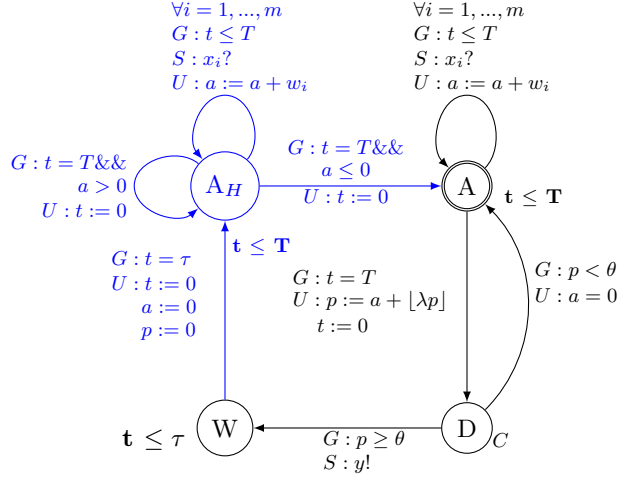 ∀i = 1, ..., m
G : t ≤ T
S : x_i?
U : a := a + w_i
∀i = 1, ..., m
G : t ≤ T
S : x_i?
U : a := a + w_i
G : t = T&&
a > 0
U : t := 0
A_H
G : t = T&&
a ≤ 0
U : t := 0
A
t ≤ T
t ≤ T
G : t = τ
U : t := 0
a := 0
p := 0
G : t = T
U : p := a + ⌊λp⌋
t := 0
G : p < θ
U : a = 0
t ≤ τ
W
G : p ≥ θ
S : y!
D
C